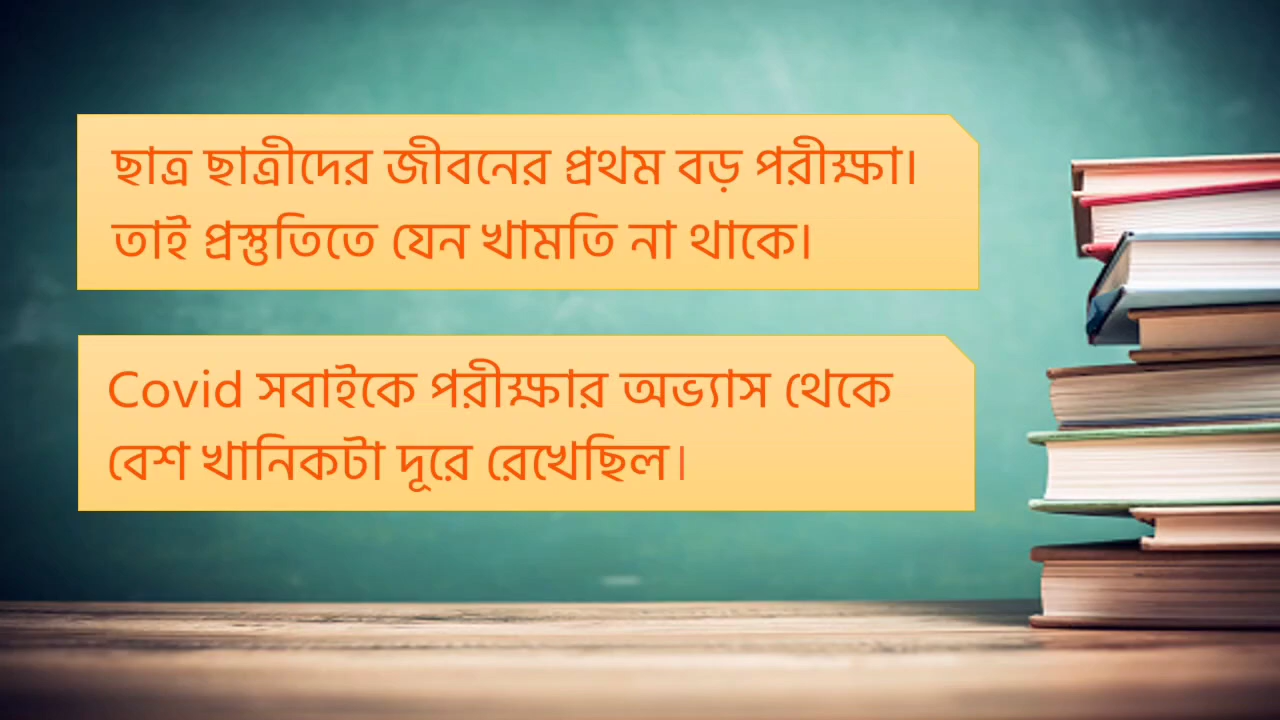 ছাত্র ছাত্রীদের জীবনের প্রথম বড় পরীক্ষা।
তাই প্রস্তুতিতে যেন খামতি না থাকে।
Covid সবাইকে পরীক্ষার অভ্যাস থেকে
বেশ খানিকটা দূরে রেখেছিল।